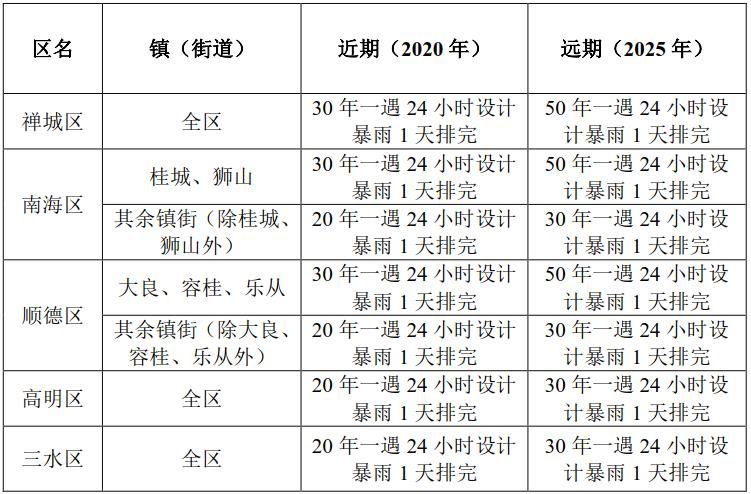 区名 镇（街道） 近期（2020 年） 远期（2025 年）
禅城区 全区 30 年一遇 24 小时设计 50 年一遇 24 小时设
暴雨 1 天排完 计暴雨 1 天排完
南海区 桂城、狮山 30 年一遇 24 小时设计 50 年一遇 24 小时设
暴雨 1 天排完 计暴雨 1 天排完
其余镇街（除桂城、 20 年一遇 24 小时设计 30 年一遇 24 小时设
狮山外） 暴雨 1 天排完 计暴雨 1 天排完
顺德区 大良、容桂、乐从 30 年一遇 24 小时设计 50 年一遇 24 小时设
暴雨 1 天排完 计暴雨 1 天排完
其余镇街（除大良、 20 年一遇 24 小时设计 30 年一遇 24 小时设
容桂、乐从外） 暴雨 1 天排完 计暴雨 1 天排完
高明区 全区 20 年一遇 24 小时设计 30 年一遇 24 小时设
暴雨 1 天排完 计暴雨 1 天排完
三水区 全区 20 年一遇 24 小时设计 30 年一遇 24 小时设
暴雨 1 天排完 计暴雨 1 天排完